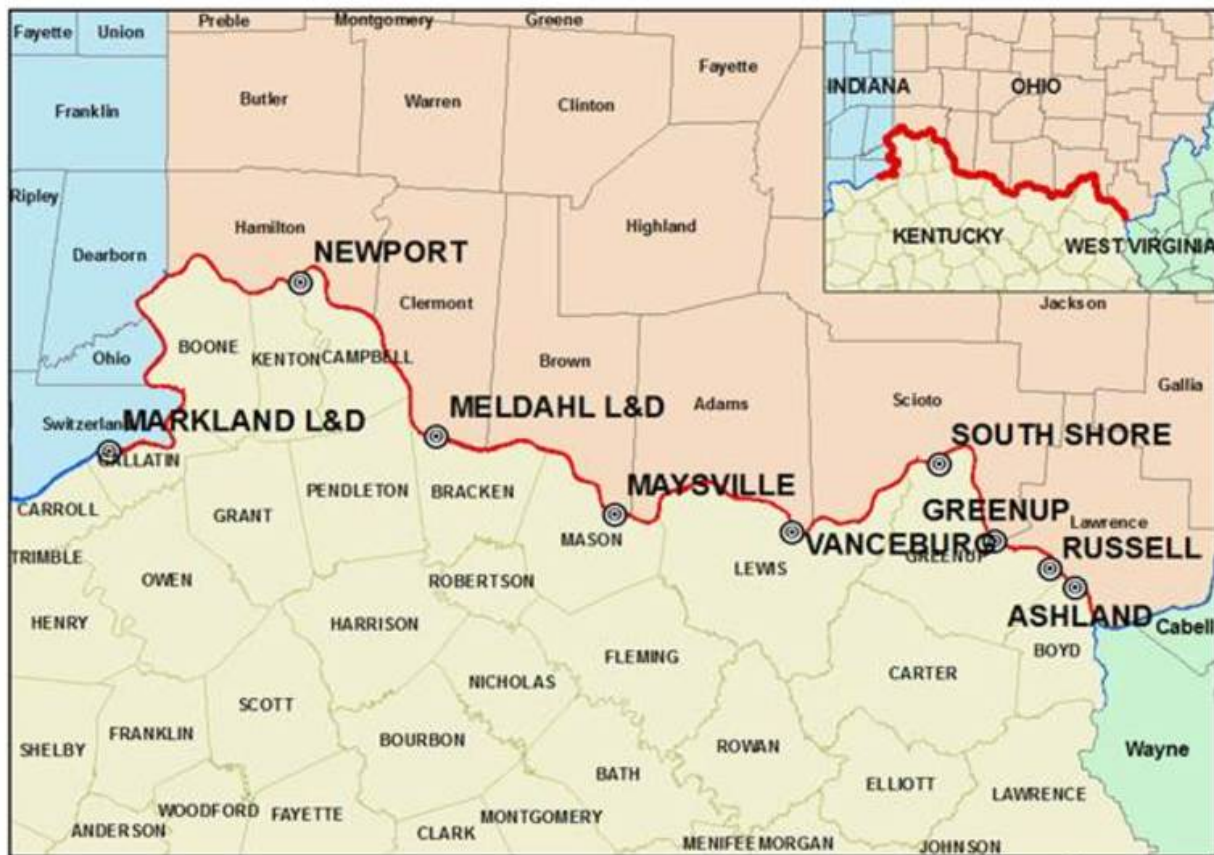 Preble
Montgomery
Greene
Fayette
Union
Fayette
Butler
Warren
Clinton
Franklin
INDIANA
OHIO
KENTUCKY
WEST VIRGINIA
Ripley
Dearborn
Hamilton
NEWPORT
Highland
Clermont
Jackson
Ohio
BOONE
KENTON
CAMPBELL
Brown
Adams
Scioto
Gallia
Switzerland
MARKLAND L&D
MELDAHL L&D
SOUTH SHORE
GALLATIN
CARROLL
GRANT
PENDLETON
BRACKEN
MAYSVILLE
MASON
VANCEBURG
GREENUP
GREENUP
Lawrence
RUSSELL
TRIMBLE
OWEN
ROBERTSON
LEWIS
ASHLAND
HENRY
HARRISON
FLEMING
BOYD
Cabell
NICHOLAS
CARTER
SCOTT
SHELBY
FRANKLIN
BOURBON
BATH
ROWAN
Wayne
ELLIOTT
LAWRENCE
WOODFORD
FAYETTE
MONTGOMERY
ANDERSON
CLARK
MENIFEE
MORGAN
JOHNSON